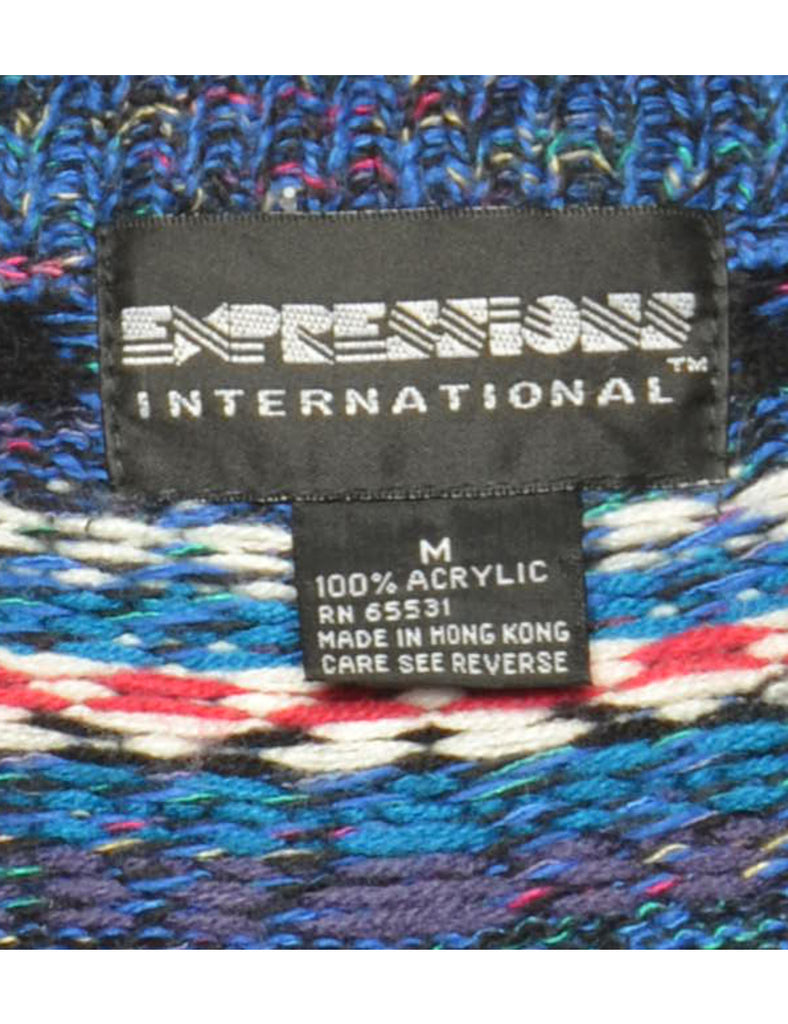 EXPRESSIONS
INTERNATIONAL™
M
100% ACRYLIC
RN 65531
MADE IN HONG KONG
CARE SEE REVERSE